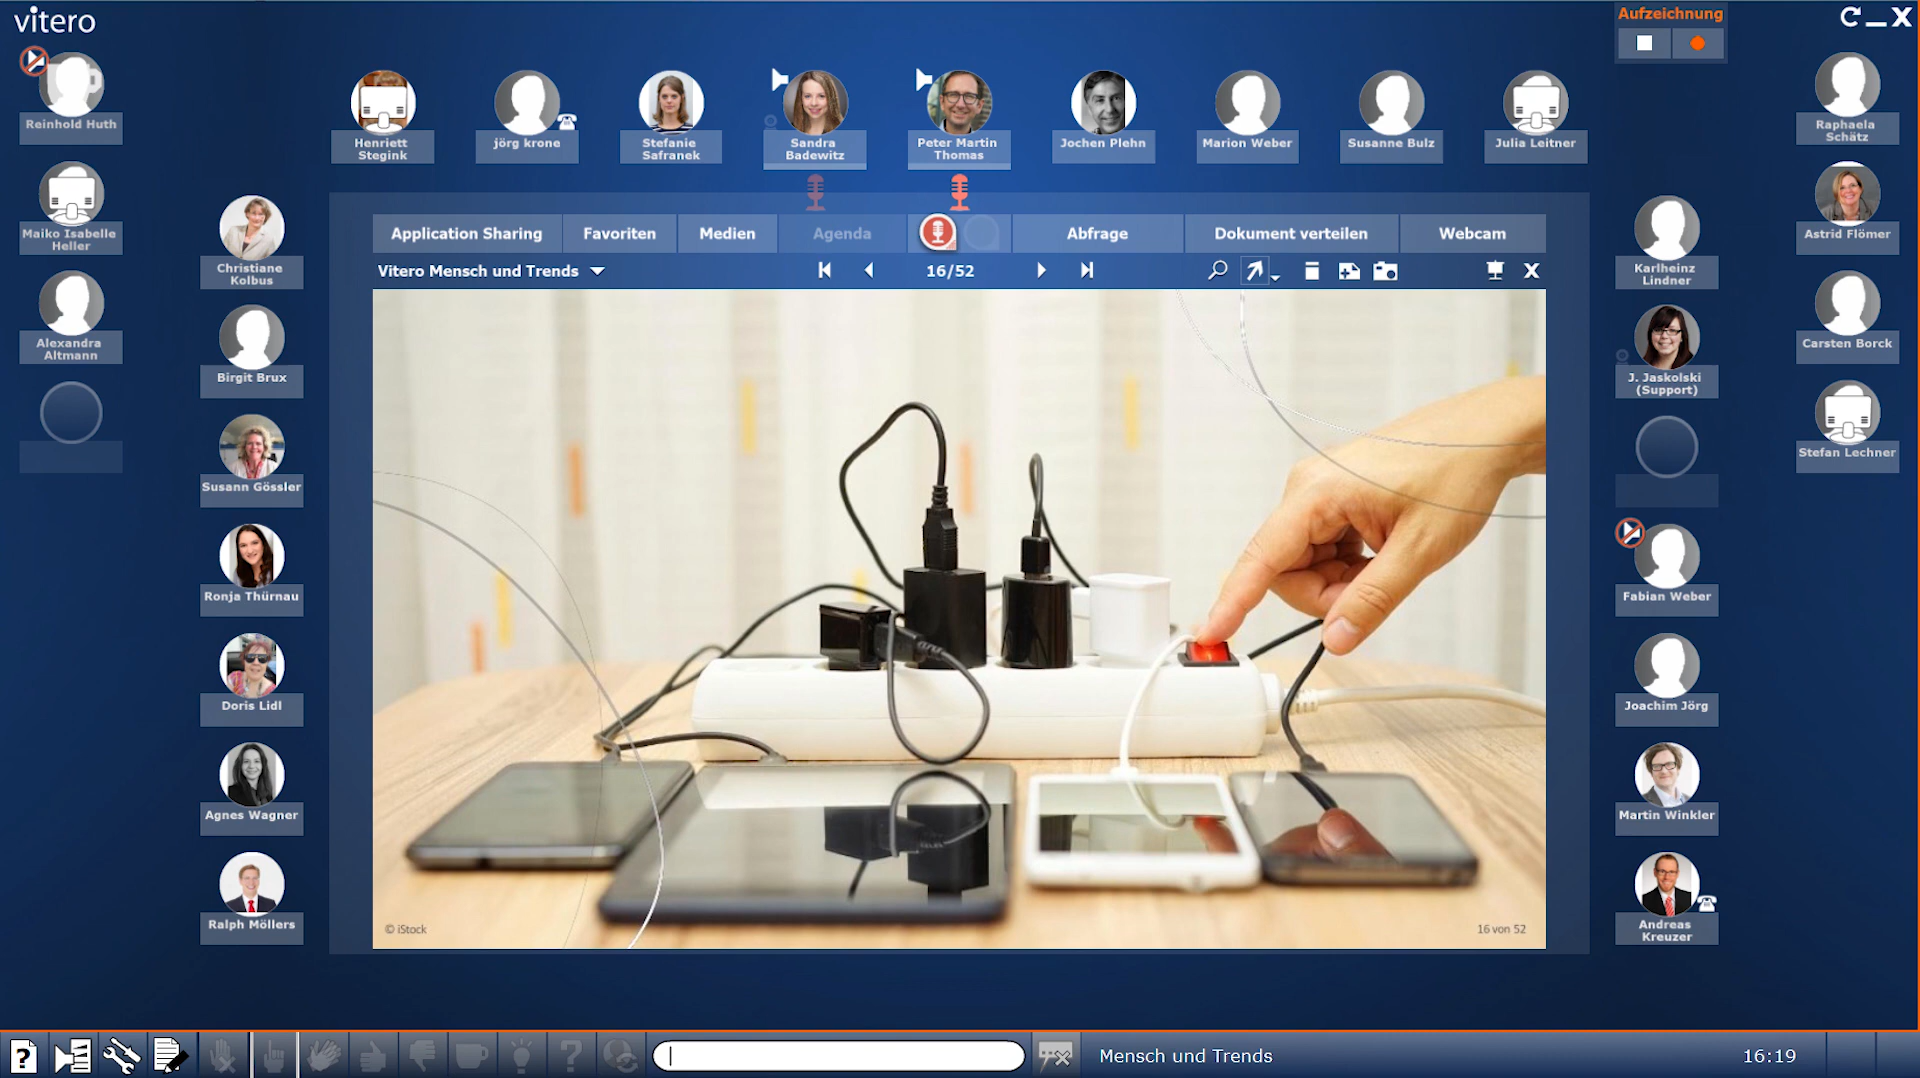 vitero
Aufzeichnung
Reinhold Huth
Maiko Isabelle
Heller
Alexandra
Altmann
Henriett
Stegink
jörg krone
Stefanie
Safranek
Sandra
Badewitz
Peter Martin
Thomas
Jochen Plehn
Marion Weber
Susanne Bulz
Julia Leitner
Raphaela
Schätz
Astrid Flömer
Carsten Borck
Stefan Lechner
Christiane
Kolbus
Birgit Brux
Susann Gössler
Ronja Thürnau
Doris Lidl
Agnes Wagner
Ralph Möllers
Application Sharing
Favoriten
Medien
Agenda
Abfrage
Dokument verteilen
Webcam
Vitero Mensch und Trends
16/52
© iStock
16 von 52
Karlheinz
Lindner
J. Jaskolski
(Support)
Fabian Weber
Joachim Jörg
Martin Winkler
Andreas
Kreuzer
?
?
Mensch und Trends
16:19